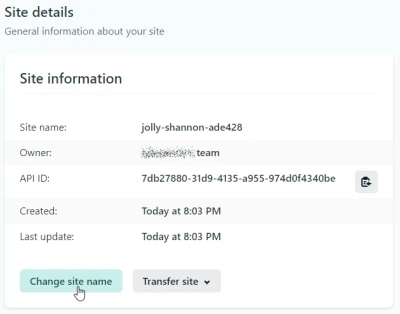 Site details
General information about your site
Site information
Site name: jolly-shannon-ade428
Owner: team
API ID: 7db27880-31d9-4135-a955-974d0f4340be
Created: Today at 8:03 PM
Last update: Today at 8:03 PM
Change site name Transfer site